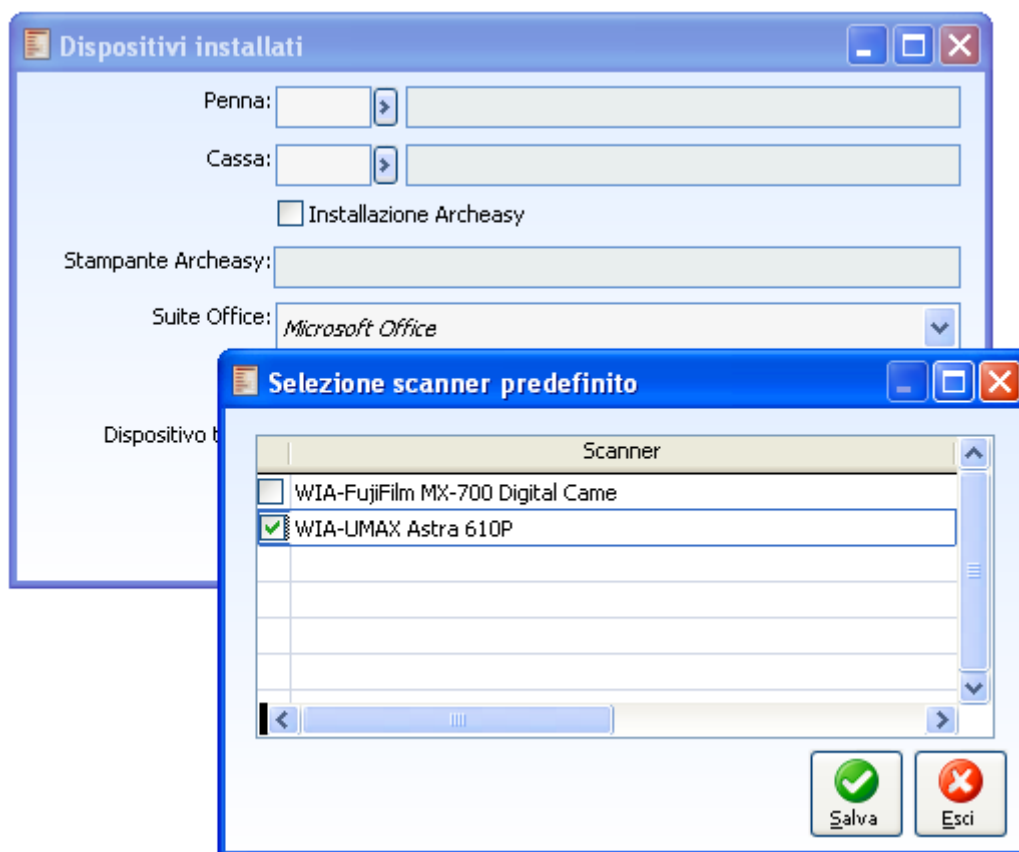 Dispositivi installati
Penna:
Cassa:
Installazione Archeasy
Stampante Archeasy:
Suite Office: Microsoft Office
Selezione scanner predefinito
Dispositivo
Scanner
WIA-FujiFilm MX-700 Digital Came
WIA-UMAX Astra 610P
Salva
Esci